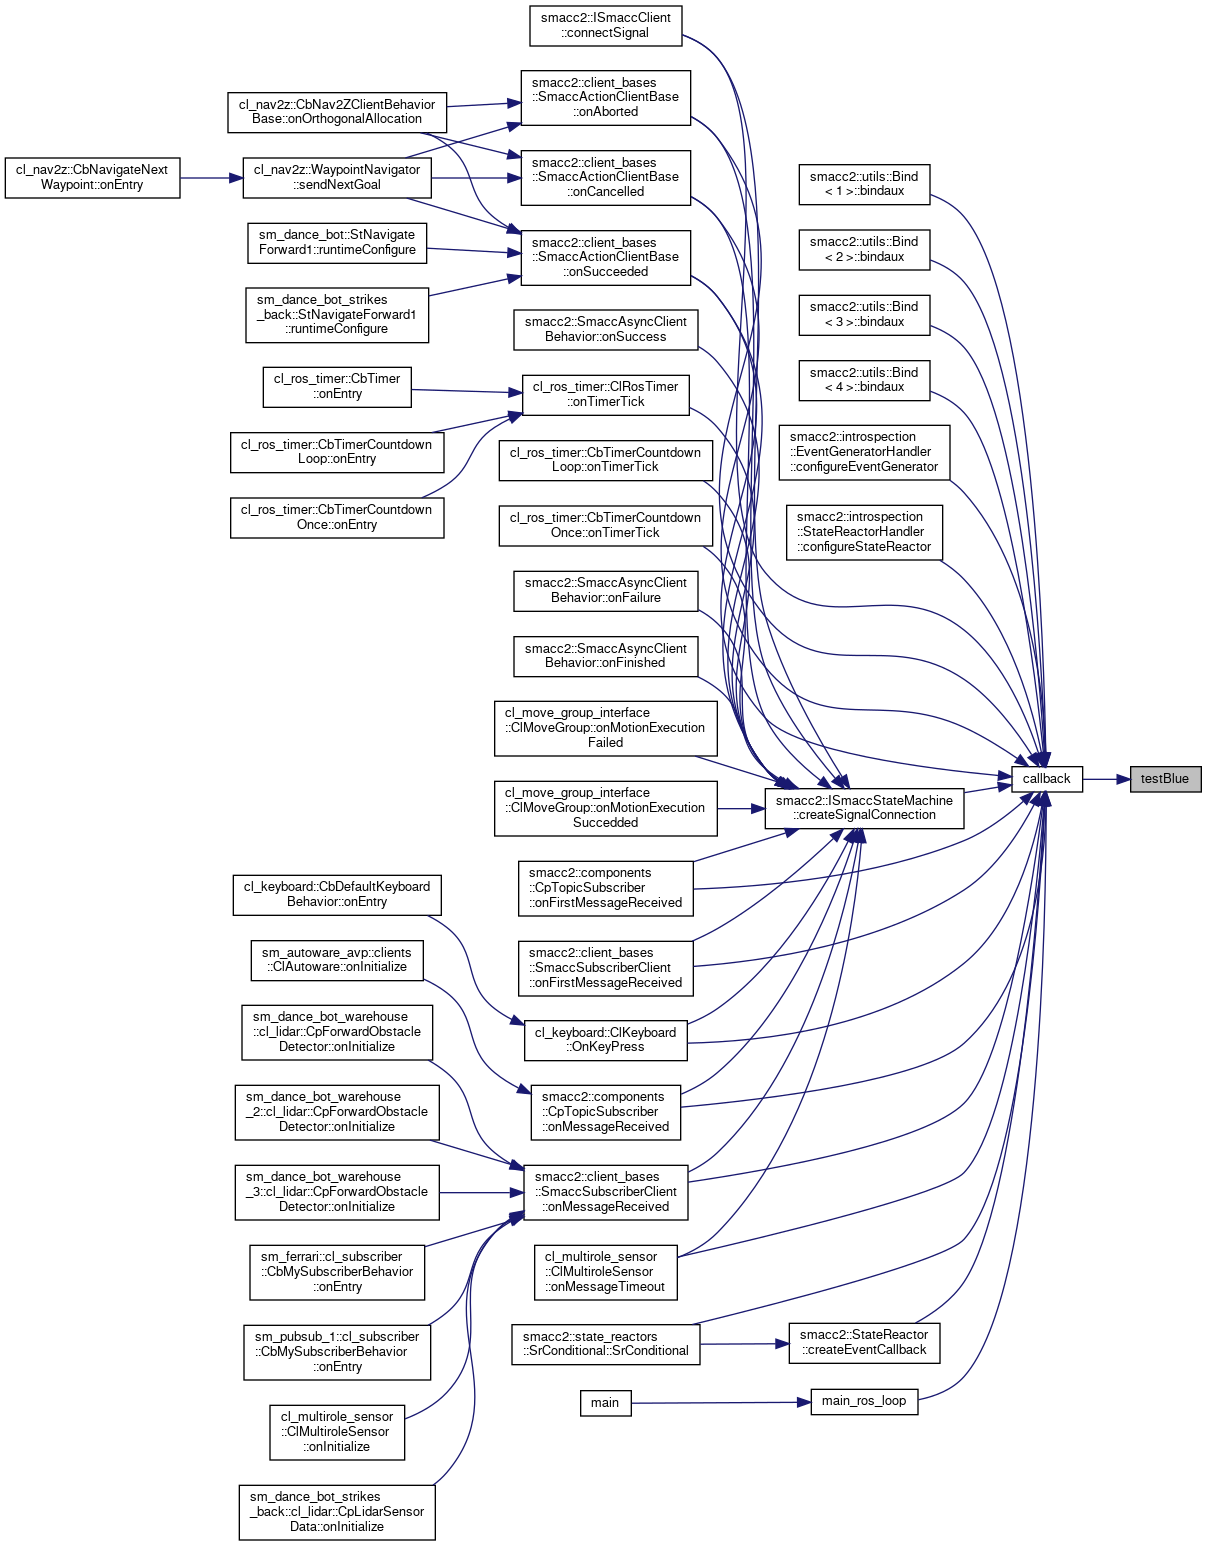 smacc2::ISmaccClient
::connectSignal
smacc2::client_bases
::SmaccActionClientBase
::onAborted
cl_nav2z::CbNav2ZClientBehavior
Base::onOrthogonalAllocation
smacc2::client_bases
::SmaccActionClientBase
::onCancelled
cl_nav2z::CbNavigateNext
Waypoint::onEntry
cl_nav2z::WaypointNavigator
::sendNextGoal
smacc2::utils::Bind
< 1 >::bindaux
sm_dance_bot::StNavigate
Forward1::runtimeConfigure
smacc2::client_bases
::SmaccActionClientBase
::onSucceeded
smacc2::utils::Bind
< 2 >::bindaux
sm_dance_bot_strikes
_back::StNavigateForward1
::runtimeConfigure
smacc2::SmaccAsyncClient
Behavior::onSuccess
smacc2::utils::Bind
< 3 >::bindaux
cl_ros_timer::CbTimer
::onEntry
cl_ros_timer::ClRosTimer
::onTimerTick
smacc2::utils::Bind
< 4 >::bindaux
cl_ros_timer::CbTimerCountdown
Loop::onEntry
cl_ros_timer::CbTimerCountdown
Loop::onTimerTick
smacc2::introspection
::EventGeneratorHandler
::configureEventGenerator
cl_ros_timer::CbTimerCountdown
Once::onEntry
cl_ros_timer::CbTimerCountdown
Once::onTimerTick
smacc2::introspection
::StateReactorHandler
::configureStateReactor
smacc2::SmaccAsyncClient
Behavior::onFailure
smacc2::SmaccAsyncClient
Behavior::onFinished
cl_move_group_interface
::ClMoveGroup::onMotionExecution
Failed
callback
testBlue
cl_move_group_interface
::ClMoveGroup::onMotionExecution
Succedded
smacc2::ISmaccStateMachine
::createSignalConnection
smacc2::components
::CpTopicSubscriber
::onFirstMessageReceived
cl_keyboard::CbDefaultKeyboard
Behavior::onEntry
sm_autoware_avp::clients
::ClAutoware::onInitialize
smacc2::client_bases
::SmaccSubscriberClient
::onFirstMessageReceived
sm_dance_bot_warehouse
::cl_lidar::CpForwardObstacle
Detector::onInitialize
cl_keyboard::ClKeyboard
::OnKeyPress
sm_dance_bot_warehouse
_2::cl_lidar::CpForwardObstacle
Detector::onInitialize
smacc2::components
::CpTopicSubscriber
::onMessageReceived
sm_dance_bot_warehouse
_3::cl_lidar::CpForwardObstacle
Detector::onInitialize
smacc2::client_bases
::SmaccSubscriberClient
::onMessageReceived
sm_ferrari::cl_subscriber
::CbMySubscriberBehavior
::onEntry
cl_multirole_sensor
::ClMultiroleSensor
::onMessageTimeout
sm_pubsub_1::cl_subscriber
::CbMySubscriberBehavior
::onEntry
smacc2::state_reactors
::SrConditional::SrConditional
smacc2::StateReactor
::createEventCallback
main
main_ros_loop
cl_multirole_sensor
::ClMultiroleSensor
::onInitialize
sm_dance_bot_strikes
_back::cl_lidar::CpLidarSensor
Data::onInitialize